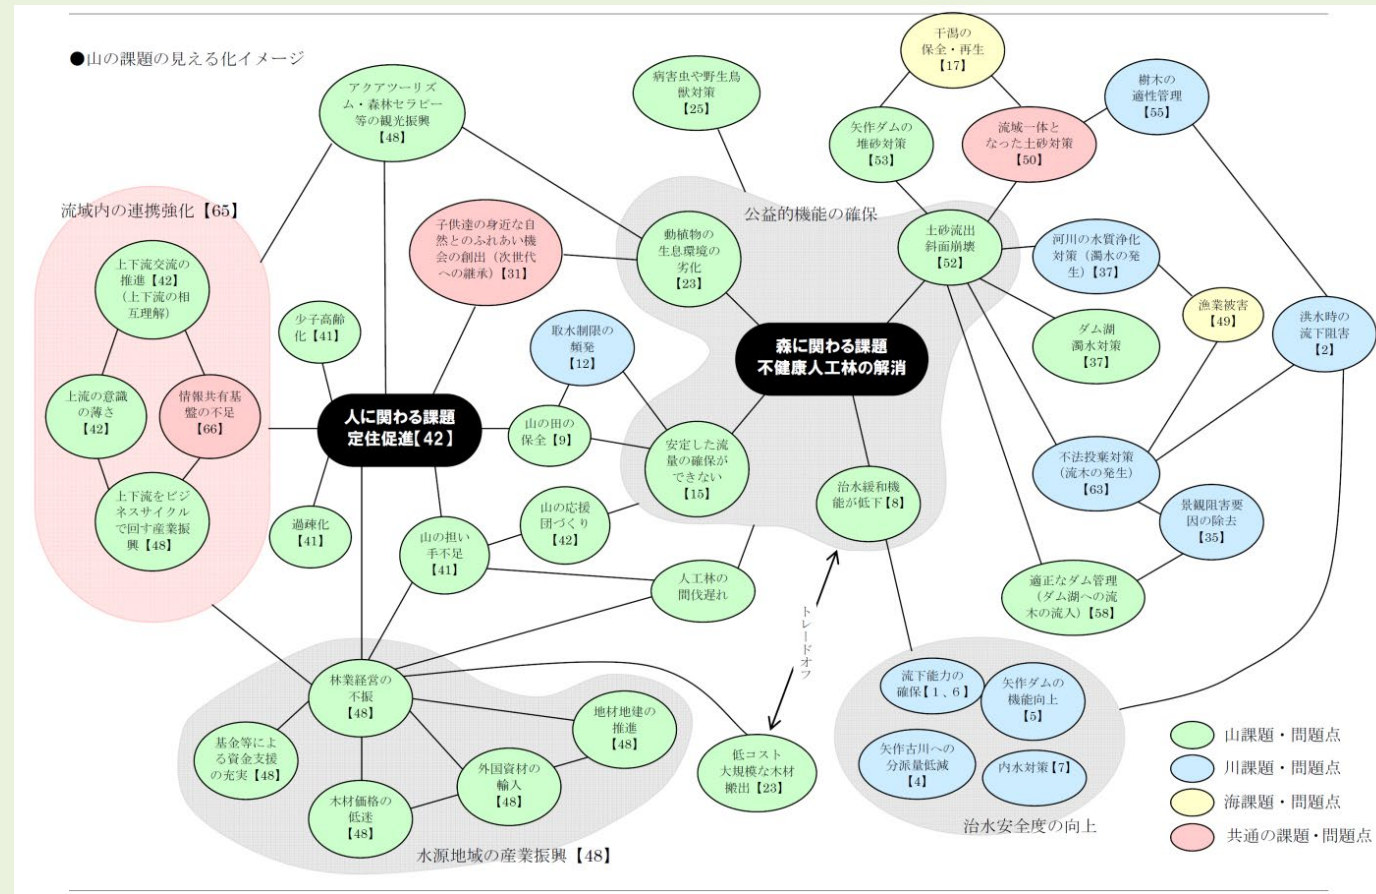 ●山の課題の見える化イメージ
アクアツーリズ
ム・森林セラピー
等の観光振興
【48】
病害虫や野生鳥
獣対策
【25】
干潟の
保全・再生
【17】
樹木の
適性管理
【55】
矢作ダムの
堆砂対策
【53】
流域一体と
なった土砂対策
【50】
流域内の連携強化【65】
上下流交流の
推進【42】
（上下流の相
互理解）
上流の意識
の薄さ
【42】
情報共有基
盤の不足
【66】
上下流をビジ
ネスサイクル
で回す産業振
興【48】
子供達の身近な自
然とのふれあい機
会の創出（次世代
への継承）【31】
公益的機能の確保
動植物の
生息環境の
劣化
【23】
土砂流出
斜面崩壊
【52】
河川の水質浄化
対策（濁水の発
生）【37】
漁業被害
【49】
洪水時の
流下阻害
【2】
ダム湖
濁水対策
【37】
少子高齢
化【41】
取水制限の
頻発
【12】
森に関わる課題
不健康人工林の解消
人に関わる課題
定住促進【42】
山の田の
保全【9】
安定した流
量の確保が
できない
【15】
治水緩和機
能が低下【8】
不法投棄対策
（流木の発生）
【63】
景観阻害要
因の除去
【35】
過疎化
【41】
山の応援
団づくり
【42】
山の担い
手不足
【41】
人工林の
間伐遅れ
適正なダム管理
（ダム湖への流
木の流入）【58】
トレードオフ
林業経営の
不振
【48】
基金等によ
る資金支援
の充実【48】
木材価格の
低迷
【48】
外国資材の
輸入
【48】
地材地建の
推進
【48】
水源地域の産業振興【48】
低コスト
大規模な木材
搬出【23】
流下能力の
確保【1、6】
矢作ダムの
機能向上
【5】
矢作古川への
分派量低減
【4】
内水対策【7】
治水安全度の向上
山課題・問題点
川課題・問題点
海課題・問題点
共通の課題・問題点